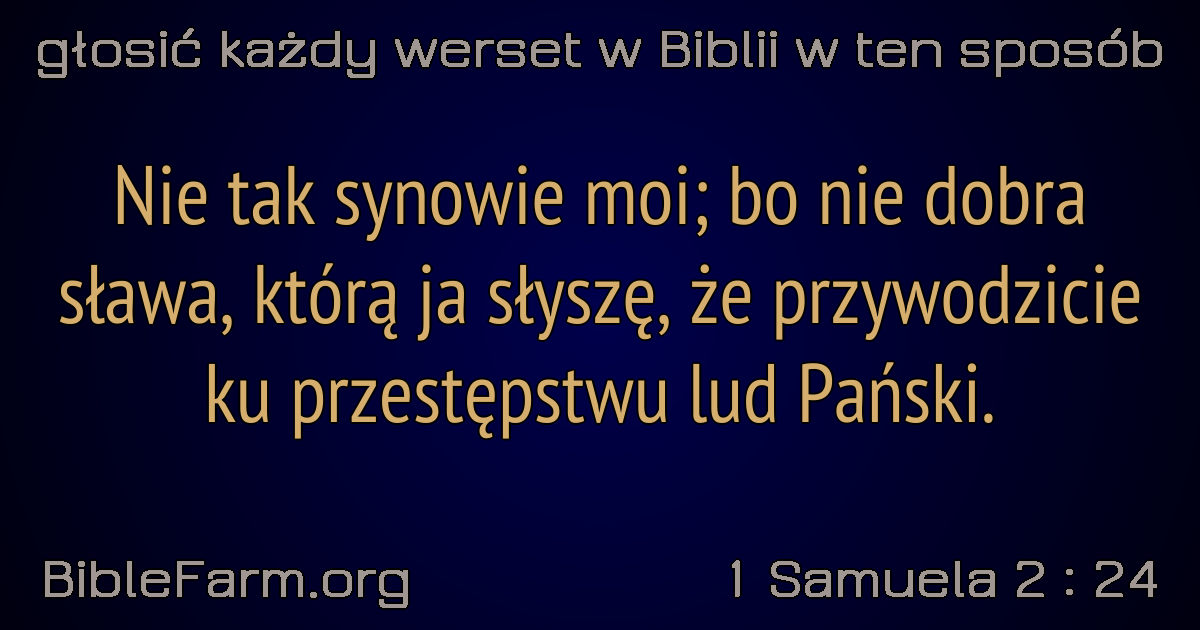 głosić każdy werset w Biblii w ten sposób
Nie tak synowie moi; bo nie dobra
sława, którą ja słyszę, że przywodzicie
ku przestępstwu lud Pański.
BibleFarm.org
1 Samuela 2 : 24